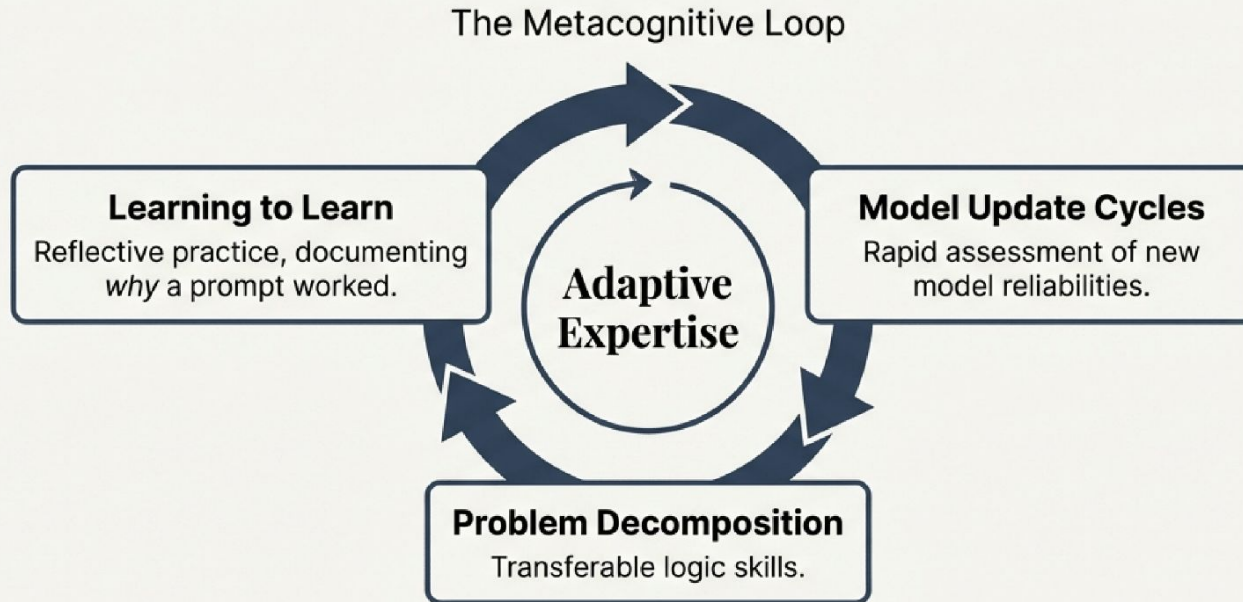 The Metacognitive Loop
Learning to Learn
Reflective practice, documenting
why a prompt worked.
Model Update Cycles
Rapid assessment of new
model reliabilities.
Adaptive
Expertise
Problem Decomposition
Transferable logic skills.